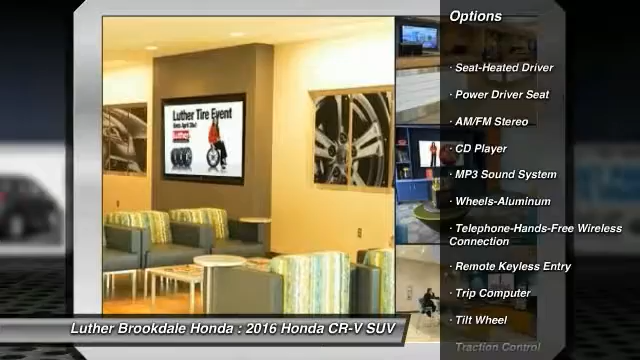 Options
· Seat-Heated Driver
· Power Driver Seat
· AM/FM Stereo
· CD Player
· MP3 Sound System
· Wheels-Aluminum
· Telephone-Hands-Free Wireless
Connection
· Remote Keyless Entry
· Trip Computer
· Tilt Wheel
· Traction Control
Luther Tire Event
Luther
Luther Brookdale Honda : 2016 Honda CR-V SUV